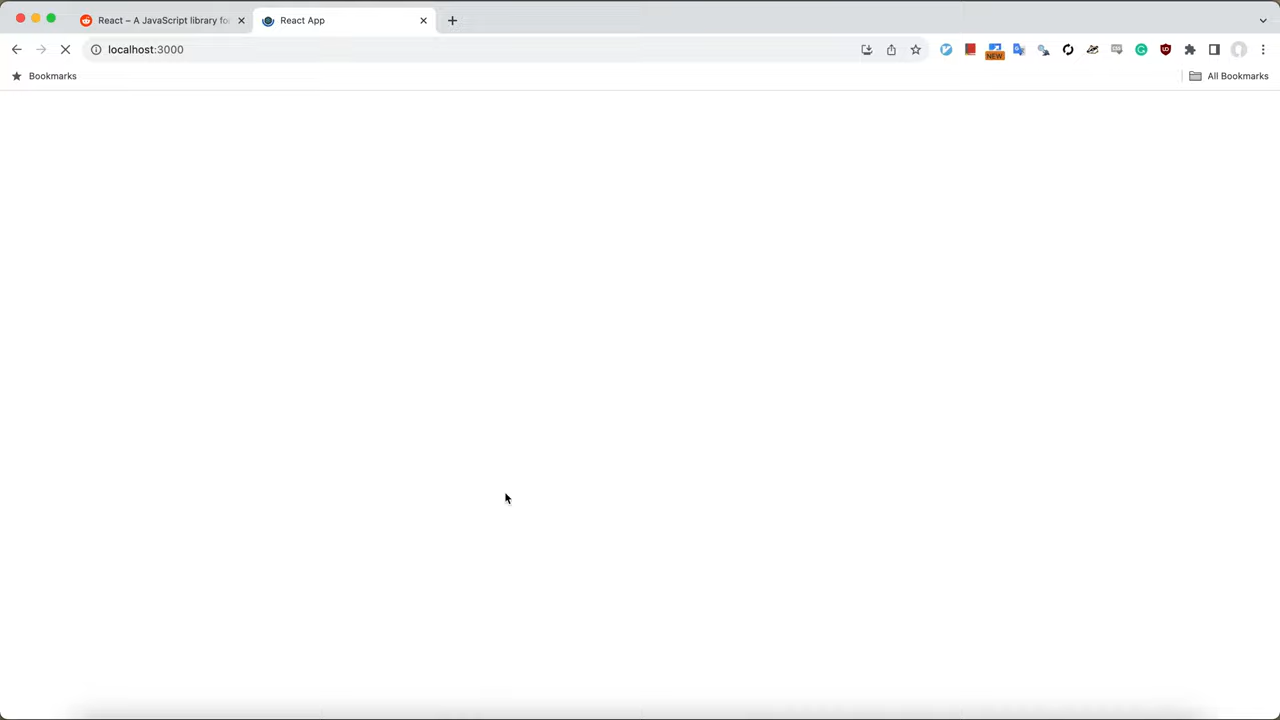 React – A JavaScript library fo
React App
localhost:3000
NEW
Bookmarks
All Bookmarks